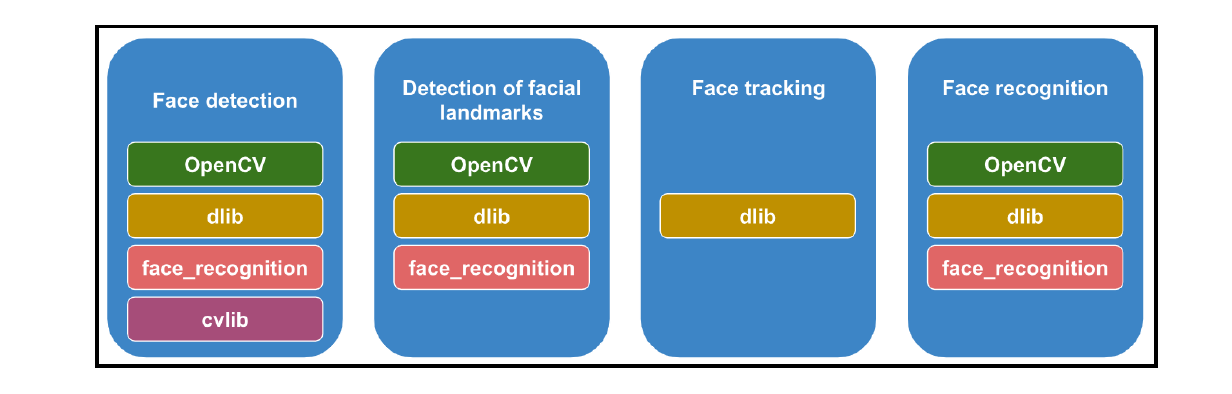 Face detection
OpenCV
dlib
face_recognition
cvlib
Detection of facial
landmarks
OpenCV
dlib
face_recognition
Face tracking
dlib
Face recognition
OpenCV
dlib
face_recognition